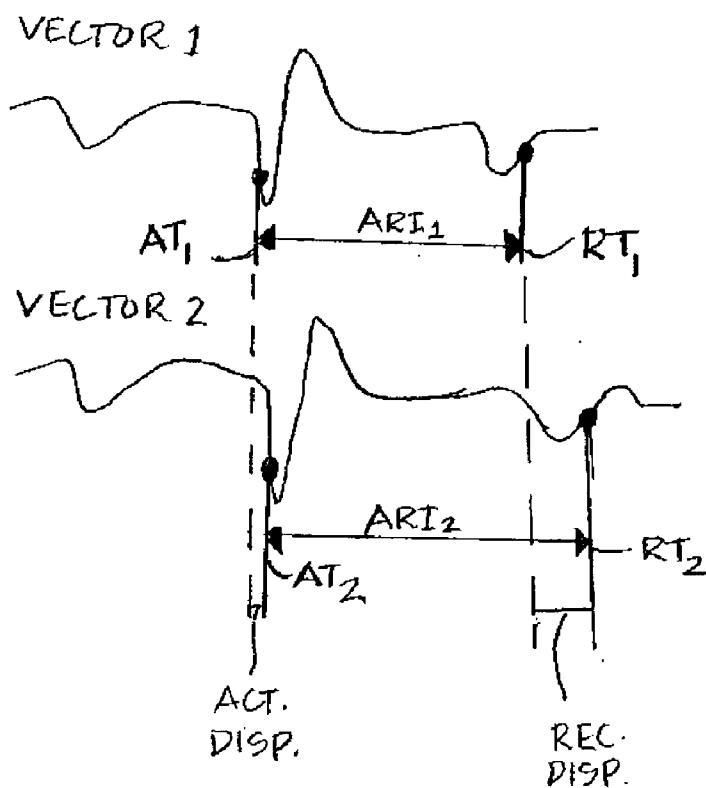 VECTOR 1
ARI1
AT1
RT1
VECTOR 2
ARI2
AT2
RT2
ACT.
DISP.
REC.
DISP.